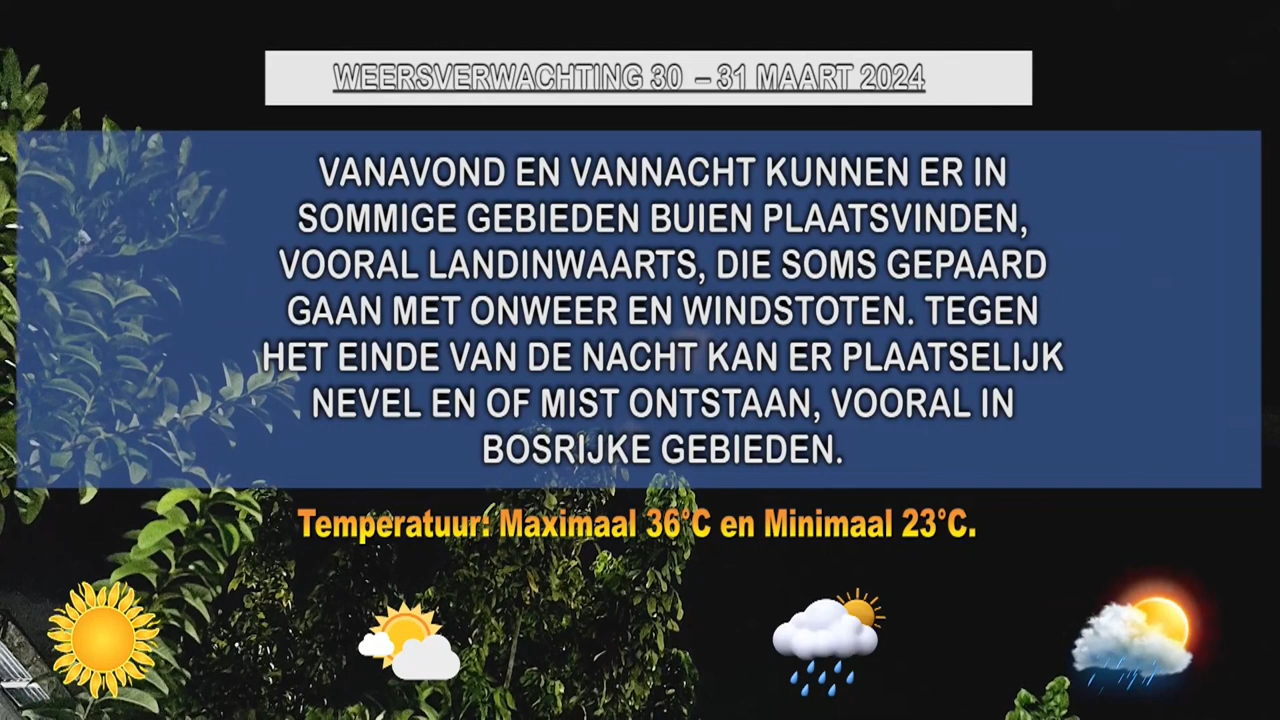 WEERSVERWACHTING 30 – 31 MAART 2024
VANAVOND EN VANNACHT KUNNEN ER IN
SOMMIGE GEBIEDEN BUIEN PLAATSVINDEN,
VOORAL LANDINWAARTS, DIE SOMS GEPAARD
GAAN MET ONWEER EN WINDSTOTEN. TEGEN
HET EINDE VAN DE NACHT KAN ER PLAATSELIJK
NEVEL EN OF MIST ONTSTAAN, VOORAL IN
BOSRIJKE GEBIEDEN.
Temperatuur: Maximaal 36°C en Minimaal 23°C.